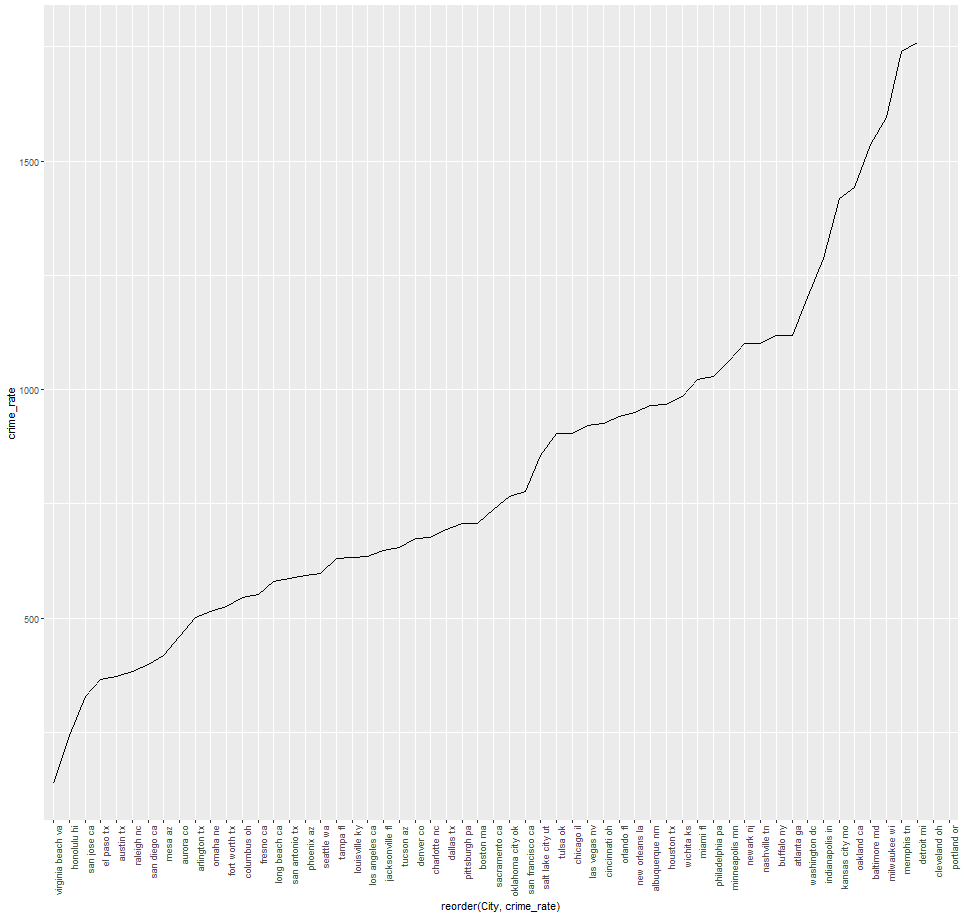 1500
1000
500
crime_rate
virginia beach va
honolulu hi
san jose ca
el paso tx
austin tx
raleigh nc
san diego ca
mesa az
aurora co
arlington tx
omaha ne
fort worth tx
columbus oh
fresno ca
long beach ca
san antonio tx
phoenix az
seattle wa
tampa fl
louisville ky
los angeles ca
jacksonville fl
tucson az
denver co
charlotte nc
dallas tx
pittsburgh pa
boston ma
sacramento ca
oklahoma city ok
san francisco ca
salt lake city ut
tulsa ok
chicago il
las vegas nv
cincinnati oh
orlando fl
new orleans la
albuquerque nm
houston tx
wichita ks
miami fl
philadelphia pa
minneapolis mn
newark nj
nashville tn
buffalo ny
atlanta ga
washington dc
indianapolis in
kansas city mo
oakland ca
baltimore md
milwaukee wi
memphis tn
detroit mi
cleveland oh
portland or
reorder(City, crime_rate)